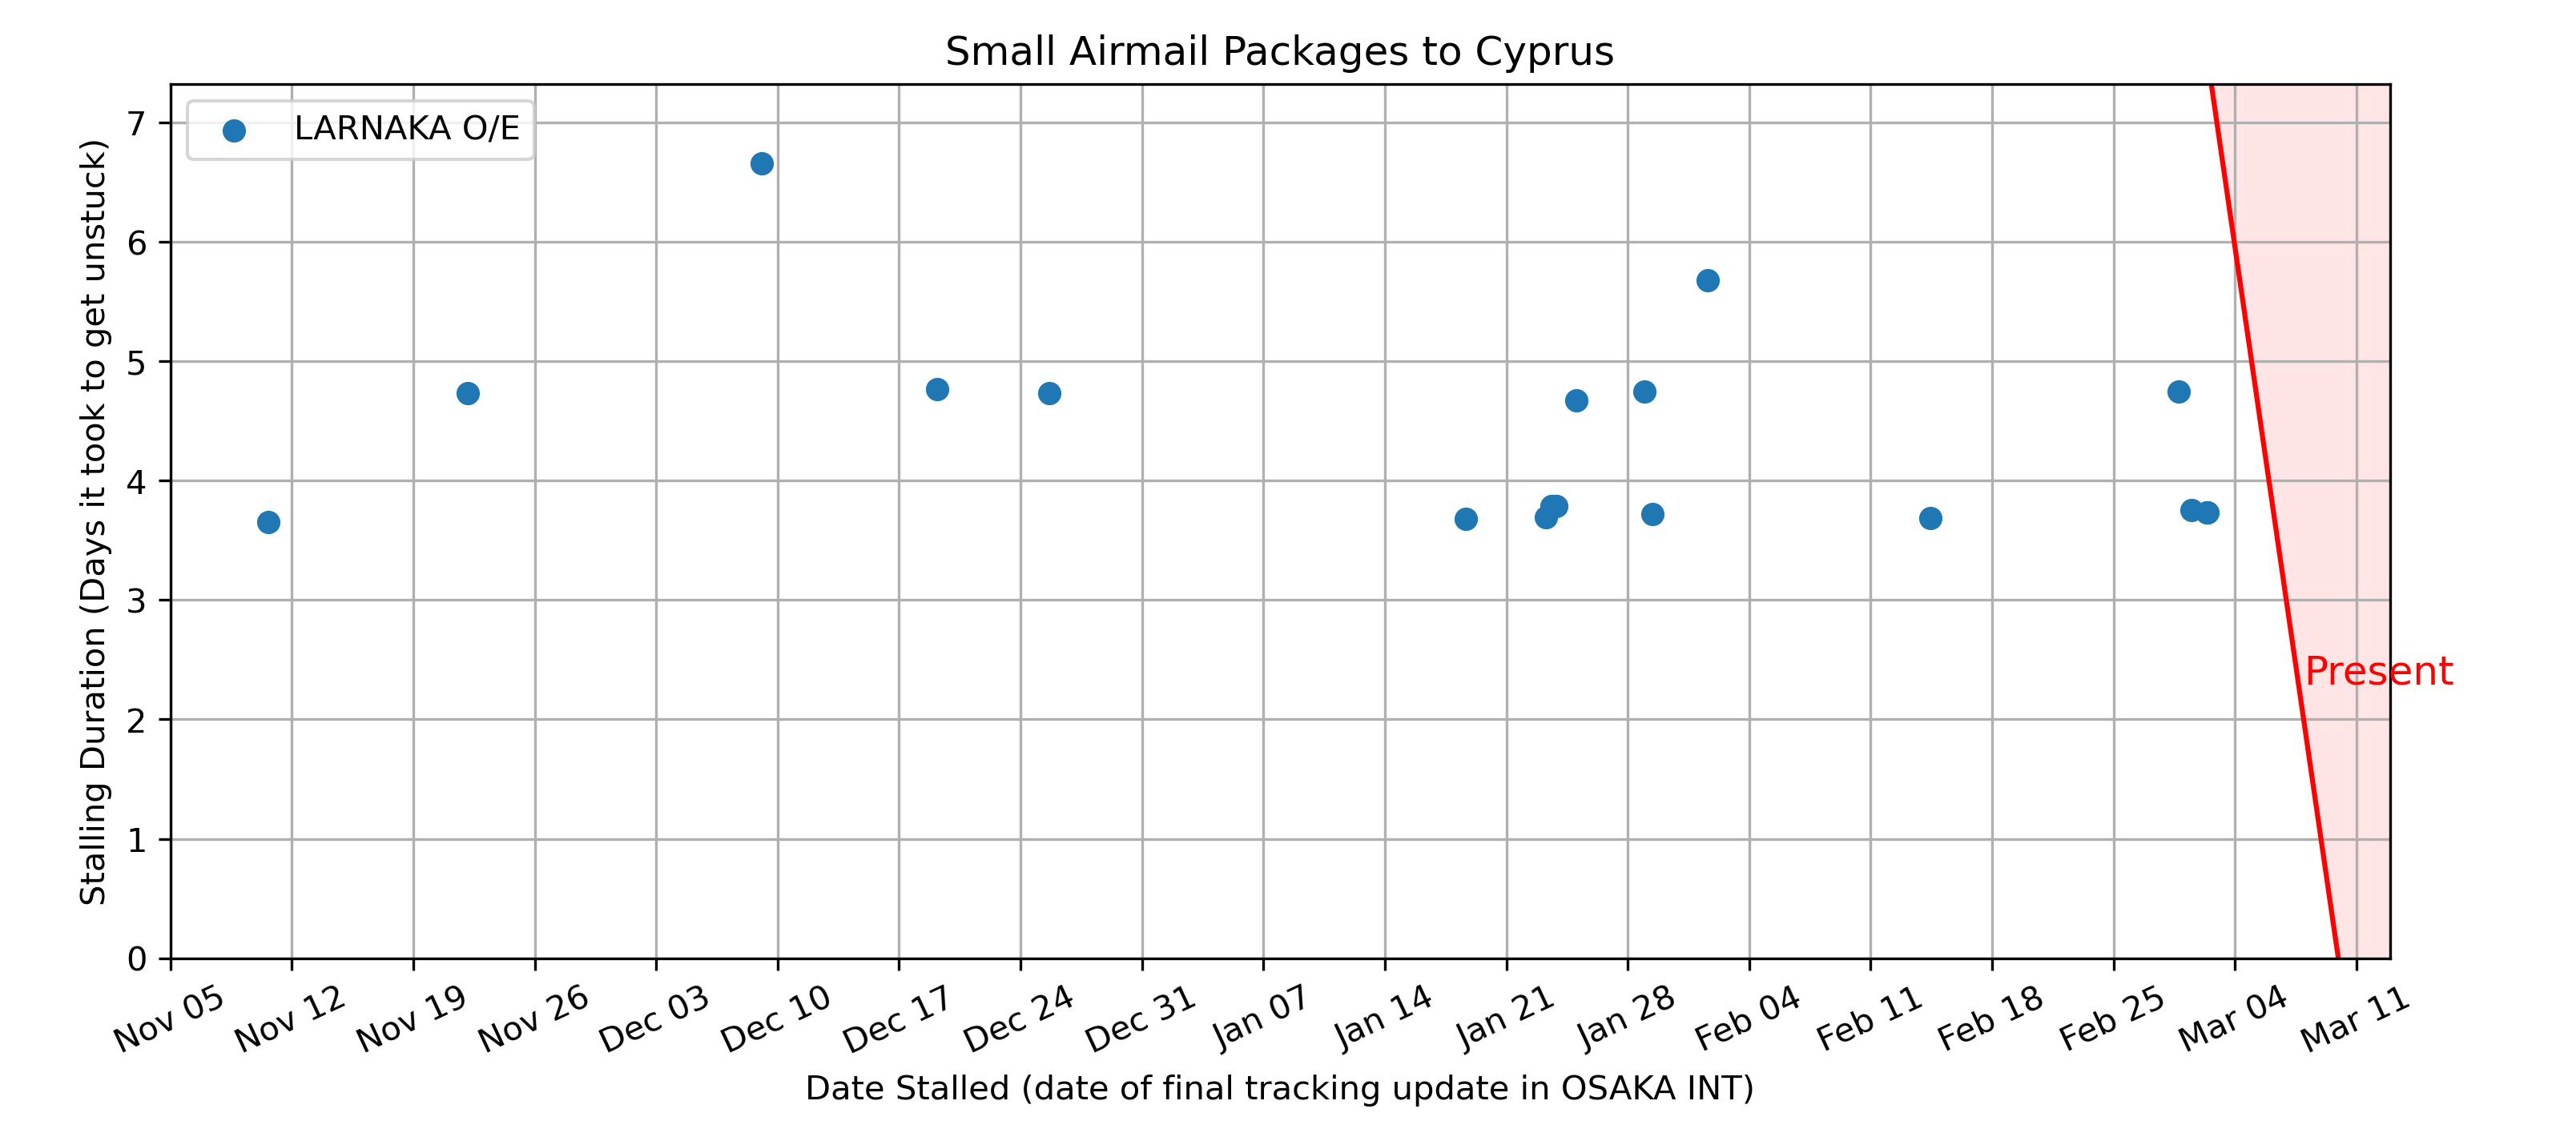 Small Airmail Packages to Cyprus
LARNAKA O/E
7
6
5
4
3
2
1
0
Stalling Duration (Days it took to get unstuck)
Present
Nov 05
Nov 12
Nov 19
Nov 26
Dec 03
Dec 10
Dec 17
Dec 24
Dec 31
Jan 07
Jan 14
Jan 21
Jan 28
Feb 04
Feb 11
Feb 18
Feb 25
Mar 04
Mar 11
Date Stalled (date of final tracking update in OSAKA INT)